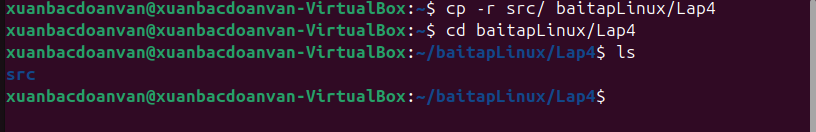 xuanbacdoanvan@xuanbacdoanvan-VirtualBox:~$ cp -r src/ baitapLinux/Lap4
xuanbacdoanvan@xuanbacdoanvan-VirtualBox:~$ cd baitapLinux/Lap4
xuanbacdoanvan@xuanbacdoanvan-VirtualBox:~/baitapLinux/Lap4$ ls
src
xuanbacdoanvan@xuanbacdoanvan-VirtualBox:~/baitapLinux/Lap4$